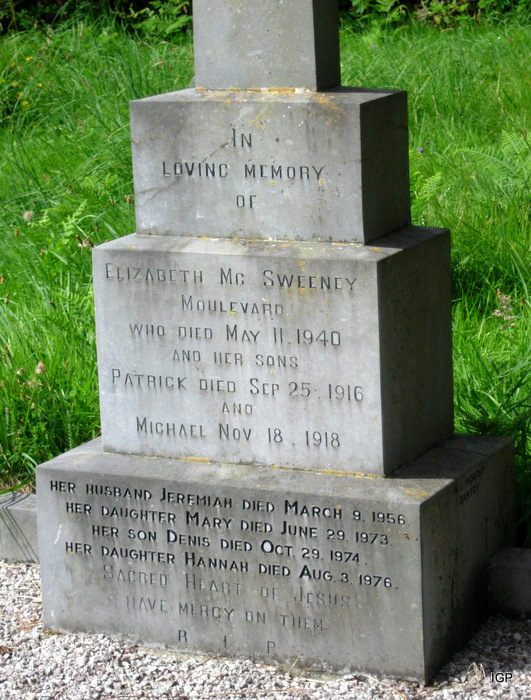 In
Loving memory
of
Elizabeth Mc Sweeney
Moulevard
who died May 11. 1940
and her sons
Patrick died Sep 25. 1916
and
Michael Nov 18. 1918
Her husband Jeremiah died March 9. 1956.
Her daughter Mary died June 29. 1973.
Her son Denis died Oct. 29. 1974.
Her daughter Hannah died Aug. 3. 1976.
Sacred Heart of Jesus
have mercy on them
R I P
Murphy
Bantry
IGP